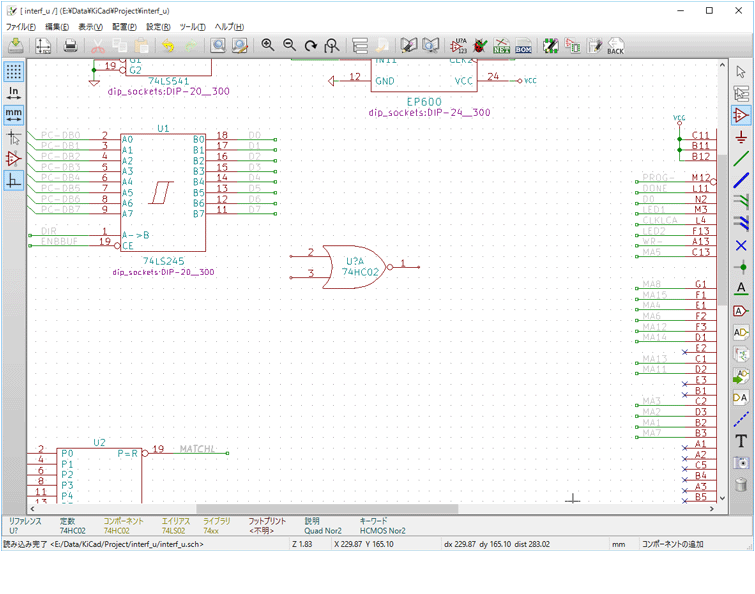 [ interf_u /] (E:¥Data¥KiCad¥Project¥interf_u)
ファイル(F) 編集(E) 表示(V) 配置(P) 設定(R) ツール(T) ヘルプ(H)
U?A
123
NET
BOM
BACK
In
mm
19
G1
G2
74LS541
dip_sockets:DIP-20__300
IN11
CLK2
12 GND VCC 24 VCC
EP600
dip_sockets:DIP-24__300
U1
PC-DB0 2 A0 B0 18 D0
PC-DB1 3 A1 B1 17 D1
PC-DB2 4 A2 B2 16 D2
PC-DB3 5 A3 B3 15 D3
PC-DB4 6 A4 B4 14 D4
PC-DB5 7 A5 B5 13 D5
PC-DB6 8 A6 B6 12 D6
PC-DB7 9 A7 B7 11 D7
DIR 1 A->B
ENBBUF 19 CE
74LS245
dip_sockets:DIP-20__300
2
3
U?A
74HC02
1
VCC
C11
B11
B12
PROG- M12
DONE L11
D0 N2
LED1 M3
CLKLCA L4
LED2 F13
WR- A13
MA5 C13
MA8 G1
MA15 F1
MA4 E1
MA6 F2
MA12 F3
MA14 D1
E2
MA13 C1
MA11 D2
E3
B1
MA3 C2
MA2 D3
MA1 B2
MA7 B3
A1
A2
C5
B4
A3
B5
U2
2 P0 P=R 19 MATCHL
4 P1
6 P2
8 P3
11 P4
13
A
A
T
リファレンス 定数 コンポーネント エイリアス ライブラリ フットプリント 説明 キーワード
U? 74HC02 74HC02 74LS02 74xx <不明> Quad Nor2 HCMOS Nor2
読み込み完了 <E:/Data/KiCad/Project/interf_u/interf_u.sch> Z 1.83 X 229.87 Y 165.10 dx 229.87 dy 165.10 dist 283.02 mm コンポーネントの追加